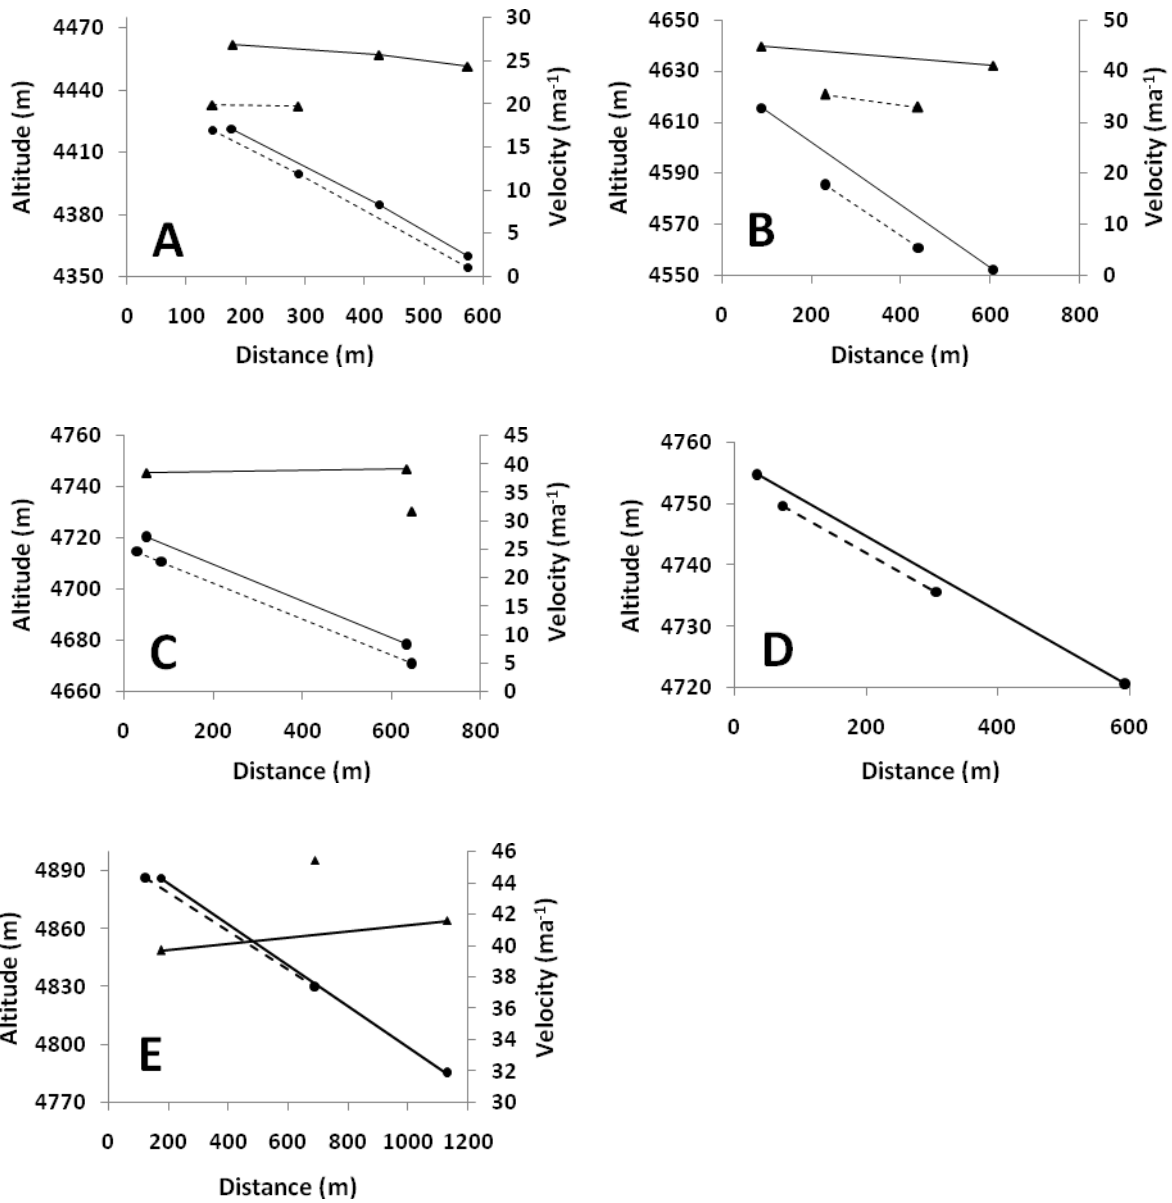 4470
4440
4410
4380
4350
Altitude (m)
30
25
20
15
10
5
0
Velocity (ma-1)
A
0 100 200 300 400 500 600
Distance (m)
4650
4630
4610
4590
4570
4550
Altitude (m)
50
40
30
20
10
0
Velocity (ma-1)
B
0 200 400 600 800
Distance (m)
4760
4740
4720
4700
4680
4660
Altitude (m)
45
40
35
30
25
20
15
10
5
0
Velocity (ma-1)
C
0 200 400 600 800
Distance (m)
4760
4750
4740
4730
4720
Altitude (m)
D
0 200 400 600
Distance (m)
4890
4860
4830
4800
4770
Altitude (m)
46
44
42
40
38
36
34
32
30
Velocity (ma-1)
E
0 200 400 600 800 1000 1200
Distance (m)